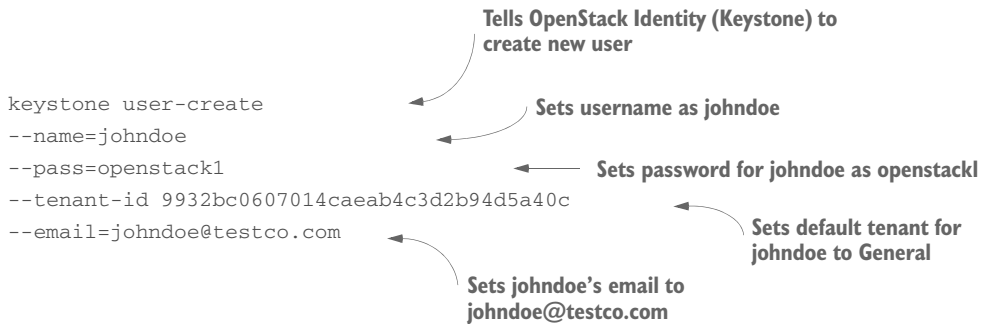 Tells OpenStack Identity (Keystone) to
create new user
keystone user-create
Sets username as johndoe
--name=johndoe
--pass=openstack1
Sets password for johndoe as openstackl
--tenant-id 9932bc0607014caeab4c3d2b94d5a40c
Sets default tenant for
johndoe to General
--email=johndoe@testco.com
Sets johndoe's email to
johndoe@testco.com